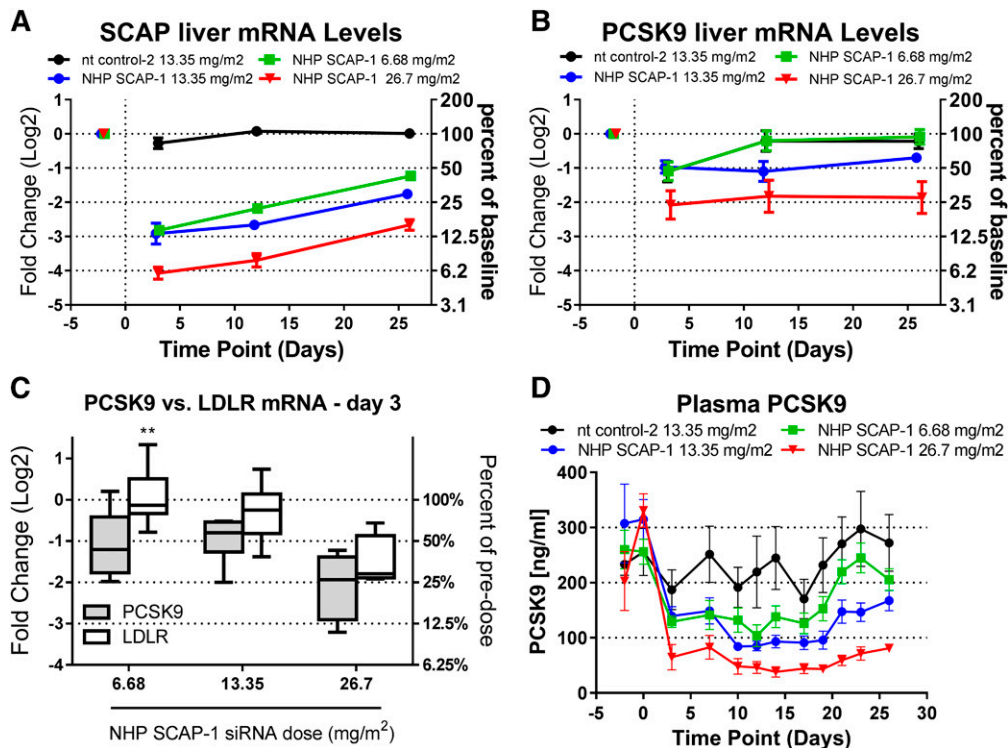 A
SCAP liver mRNA Levels
nt control-2 13.35 mg/m2
NHP SCAP-1 6.68 mg/m2
NHP SCAP-1 13.35 mg/m2
NHP SCAP-1 26.7 mg/m2
Fold Change (Log2)
1
0
-1
-2
-3
-4
-5
200
100
50
25
12.5
6.2
3.1
percent of baseline
-5
0
5
10
15
20
25
Time Point (Days)
B
PCSK9 liver mRNA Levels
nt control-2 13.35 mg/m2
NHP SCAP-1 6.68 mg/m2
NHP SCAP-1 13.35 mg/m2
NHP SCAP-1 26.7 mg/m2
Fold Change (Log2)
1
0
-1
-2
-3
-4
-5
200
100
50
25
12.5
6.2
3.1
percent of baseline
-5
0
5
10
15
20
25
Time Point (Days)
C
PCSK9 vs. LDLR mRNA - day 3
**
Fold Change (Log2)
1
0
-1
-2
-3
-4
100%
50%
25%
12.5%
6.25%
Percent of pre-dose
PCSK9
LDLR
6.68
13.35
26.7
NHP SCAP-1 siRNA dose (mg/m²)
D
Plasma PCSK9
nt control-2 13.35 mg/m2
NHP SCAP-1 6.68 mg/m2
NHP SCAP-1 13.35 mg/m2
NHP SCAP-1 26.7 mg/m2
PCSK9 [ng/ml]
400
300
200
100
0
-5
0
5
10
15
20
25
30
Time Point (Days)